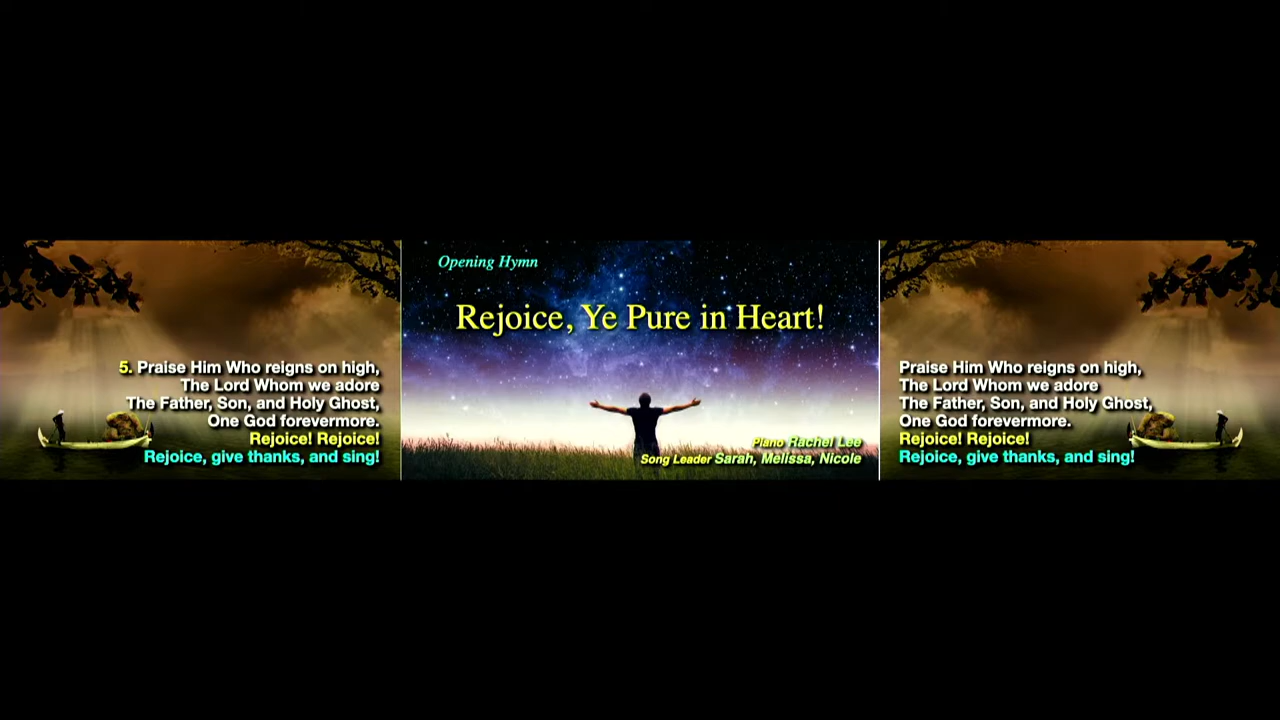 5. Praise Him Who reigns on high,
The Lord Whom we adore
The Father, Son, and Holy Ghost,
One God forevermore.
Rejoice! Rejoice!
Rejoice, give thanks, and sing!
Opening Hymn
Rejoice, Ye Pure in Heart!
Piano Rachel Lee
Song Leader Sarah, Melissa, Nicole
Praise Him Who reigns on high,
The Lord Whom we adore
The Father, Son, and Holy Ghost,
One God forevermore.
Rejoice! Rejoice!
Rejoice, give thanks, and sing!